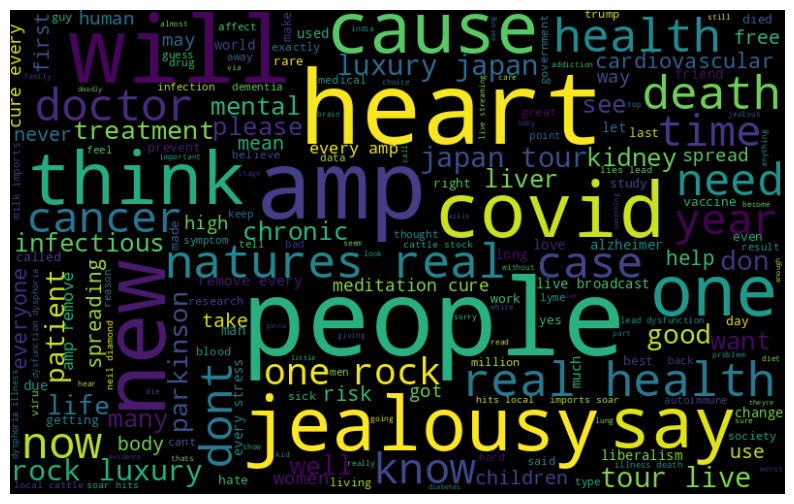 cure every
guy
almost
human
india
affect
still
eating
make
cause
health
trump
died
government
free
will
first
may
world
used
exactly
guess
away
rare
luxury japan
cardiovascular
family
drug
via
addiction
way
friend
deadly
infection
dementia
medical
choice
care
top
jealous
doctor
mental
heart
see
death
never
treatment
please
brain
live streaming
great
baby
let
last
time
feel
prevent
mean
believe
every amp
data
call
point
anything
milk imports
important
stage
japan tour
kidney
spread
lies lead
think
amp
right
liver
study
vaccine
become
need
cancer
made
keep
kills
covid
something
even
result
year
symptom
high
chronic
thought
infectious
tell
bad
seem
cattle stock
long
love
alzheimer
called
natures real
look
without
case
help
don
everyone
dysphoria illness
dysfunction dysphoria
patient
amp remove
spreading
reason
new
remove every
meditation cure
live broadcast
lyme
lead dysfunction
enough
one
neil diamond
parkinson
research
take
people
work
yes
man
gonna
giving
sorry
white
read
part
day
good
want
due
virus
hear
blood
million
little
men
best
back
problem
diet
life
getting
die
dont
one rock
sick
risk
got
much
real health
hits local
imports soar
autoimmune
theyre
many
cant
every stress
going
change
now
body
show
jealousy
say
lung
type
sure
society
use
thats
hate
well
really
know
hard
said
liberalism
rock luxury
evidence
women
kid
living
children
tour live
illness death
local cattle
soar hits
diabetes
worst